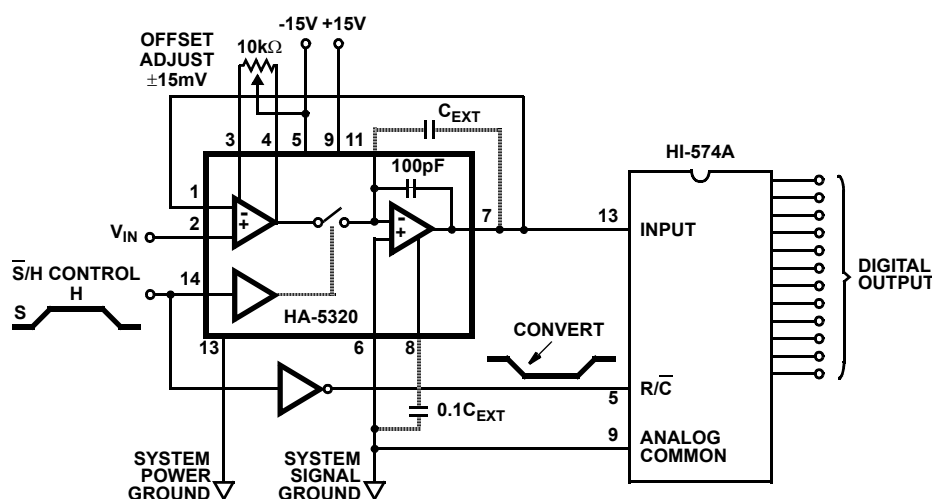 -15V +15V
OFFSET
ADJUST
±15mV
10kΩ
CEXT
3
4
5
9
11
100pF
HI-574A
1
2
VIN
-
+
-
+
7
13
INPUT
S̅/H CONTROL
H
S
14
HA-5320
DIGITAL
OUTPUT
13
6
8
CONVERT
R/C̅
5
0.1CEXT
9
ANALOG
COMMON
SYSTEM
POWER
GROUND
SYSTEM
SIGNAL
GROUND